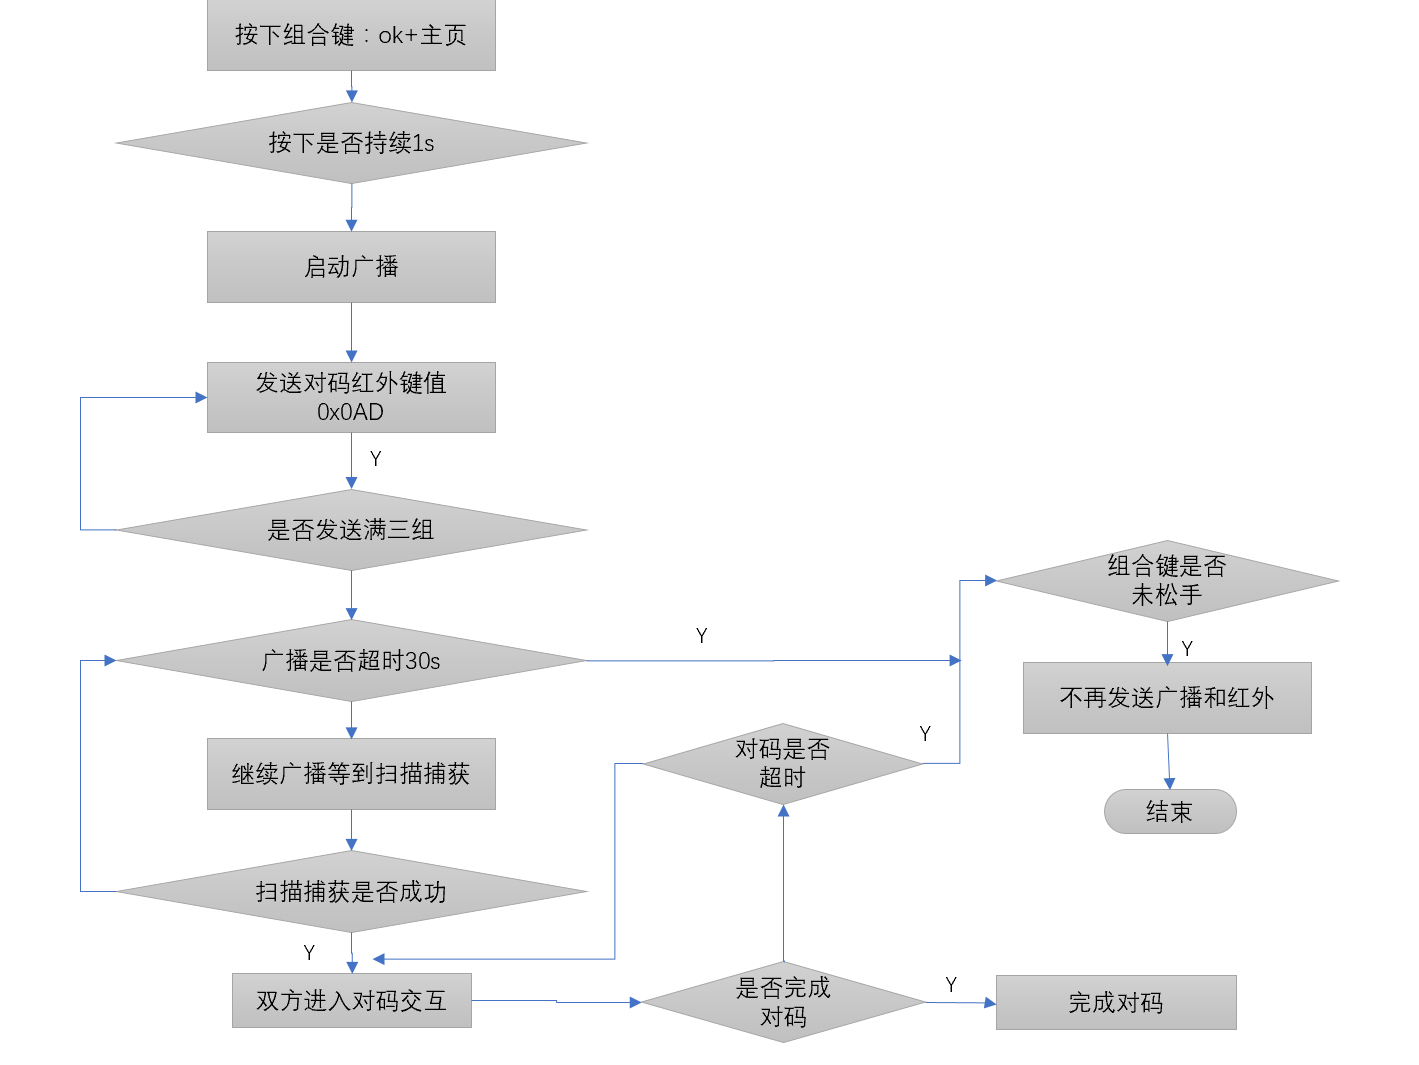 按下组合键：ok+主页
按下是否持续1s
启动广播
发送对码红外键值
0x0AD
Y
是否发送满三组
广播是否超时30s
Y
继续广播等到扫描捕获
扫描捕获是否成功
Y
双方进入对码交互
对码是否
超时
Y
是否完成
对码
Y
完成对码
组合键是否
未松手
Y
不再发送广播和红外
结束